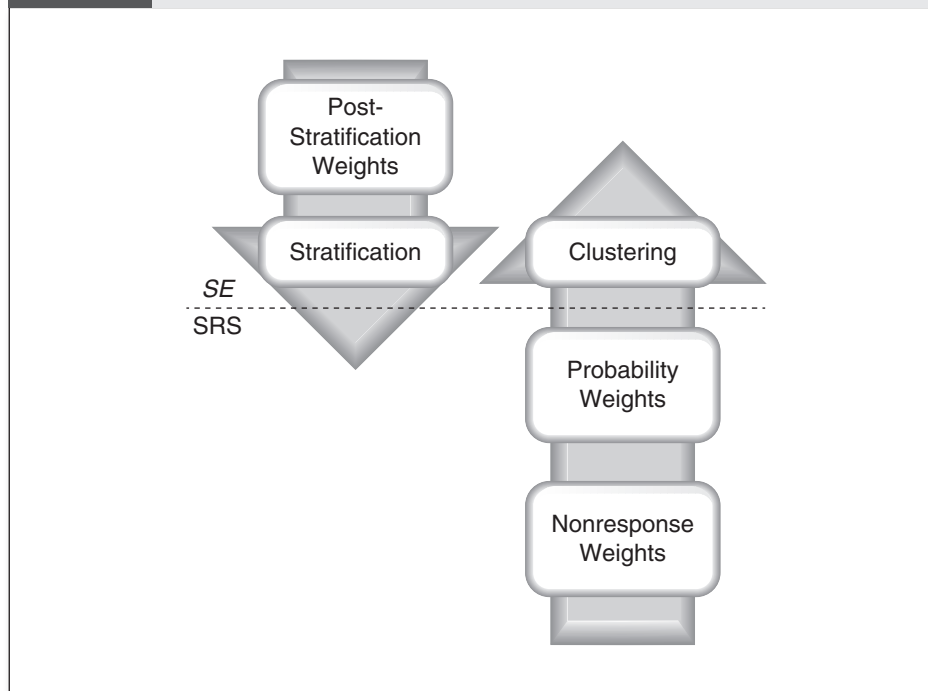 Post-
Stratification
Weights
Stratification
SE
SRS
Clustering
Probability
Weights
Nonresponse
Weights